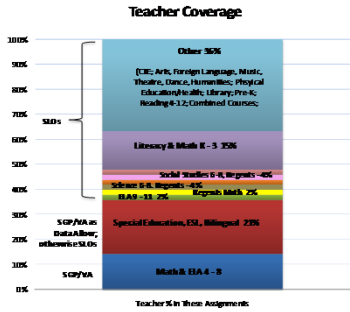 Teacher Coverage
100%
90%
80%
70%
60%
50%
40%
30%
20%
10%
0%
SLOs
SGP/VA as
Data Allow;
otherwise SLOs
SGP/VA
Other 36%
(CTE; Arts, Foreign Language, Music,
Theatre, Dance, Humanities; Physical
Education/Health; Library; Pre-K;
Reading 4-12; Combined Courses;
Literacy & Math K - 3 15%
Social Studies 6-8, Regents ~4%
Science 6-8, Regents ~4%
Regents Math 2%
ELA 9 - 11 2%
Special Education, ESL, Bilingual 21%
Math & ELA 4 - 8
Teacher % in These Assignments